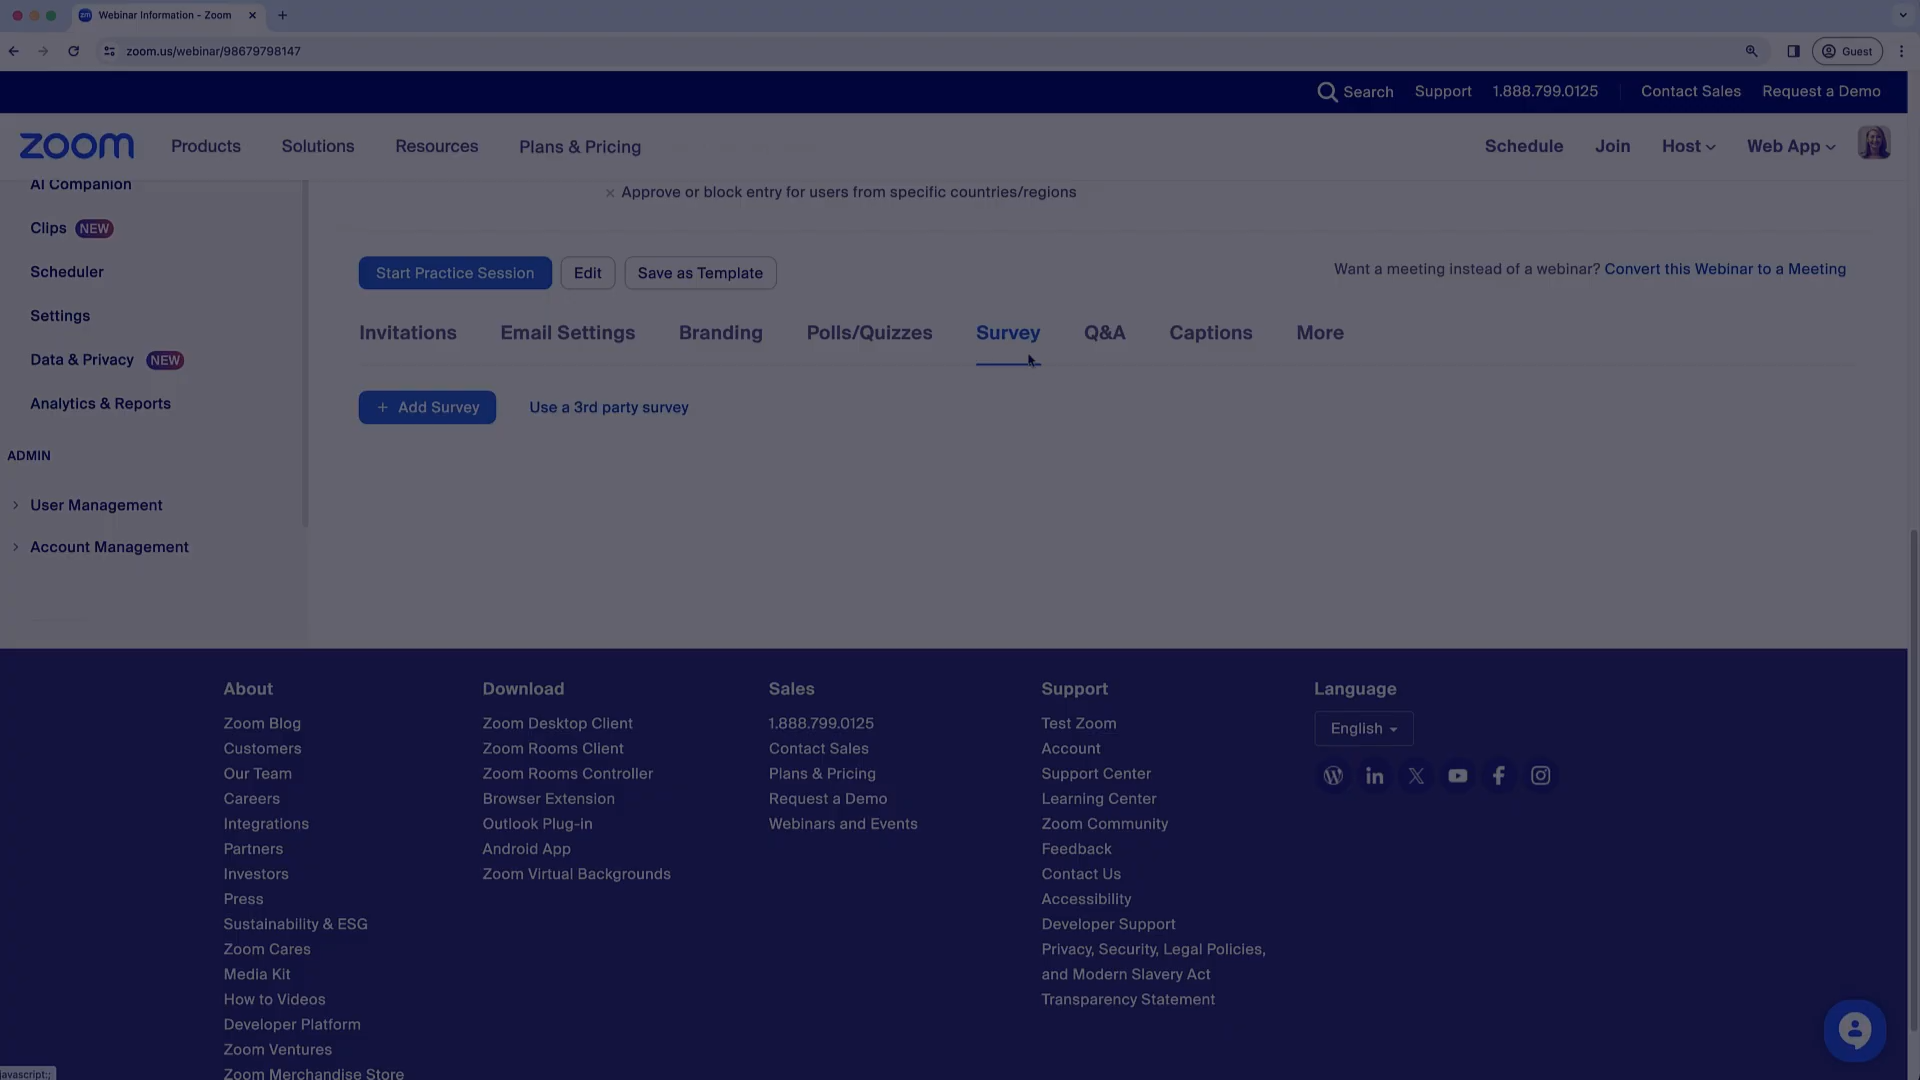 Webinar Information - Zoom
zoom.us/webinar/98679798147
Guest
Search
Support
1.888.799.0125
Contact Sales
Request a Demo
zoom
Products
Solutions
Resources
Plans & Pricing
Schedule
Join
Host
Web App
AI Companion
Clips NEW
Scheduler
Settings
Data & Privacy NEW
Analytics & Reports
ADMIN
User Management
Account Management
Approve or block entry for users from specific countries/regions
Start Practice Session
Edit
Save as Template
Want a meeting instead of a webinar? Convert this Webinar to a Meeting
Invitations
Email Settings
Branding
Polls/Quizzes
Survey
Q&A
Captions
More
+ Add Survey
Use a 3rd party survey
About
Zoom Blog
Customers
Our Team
Careers
Integrations
Partners
Investors
Press
Sustainability & ESG
Zoom Cares
Media Kit
How to Videos
Developer Platform
Zoom Ventures
Zoom Merchandise Store
Download
Zoom Desktop Client
Zoom Rooms Client
Zoom Rooms Controller
Browser Extension
Outlook Plug-in
Android App
Zoom Virtual Backgrounds
Sales
1.888.799.0125
Contact Sales
Plans & Pricing
Request a Demo
Webinars and Events
Support
Test Zoom
Account
Support Center
Learning Center
Zoom Community
Feedback
Contact Us
Accessibility
Developer Support
Privacy, Security, Legal Policies,
and Modern Slavery Act
Transparency Statement
Language
English
javascript:;